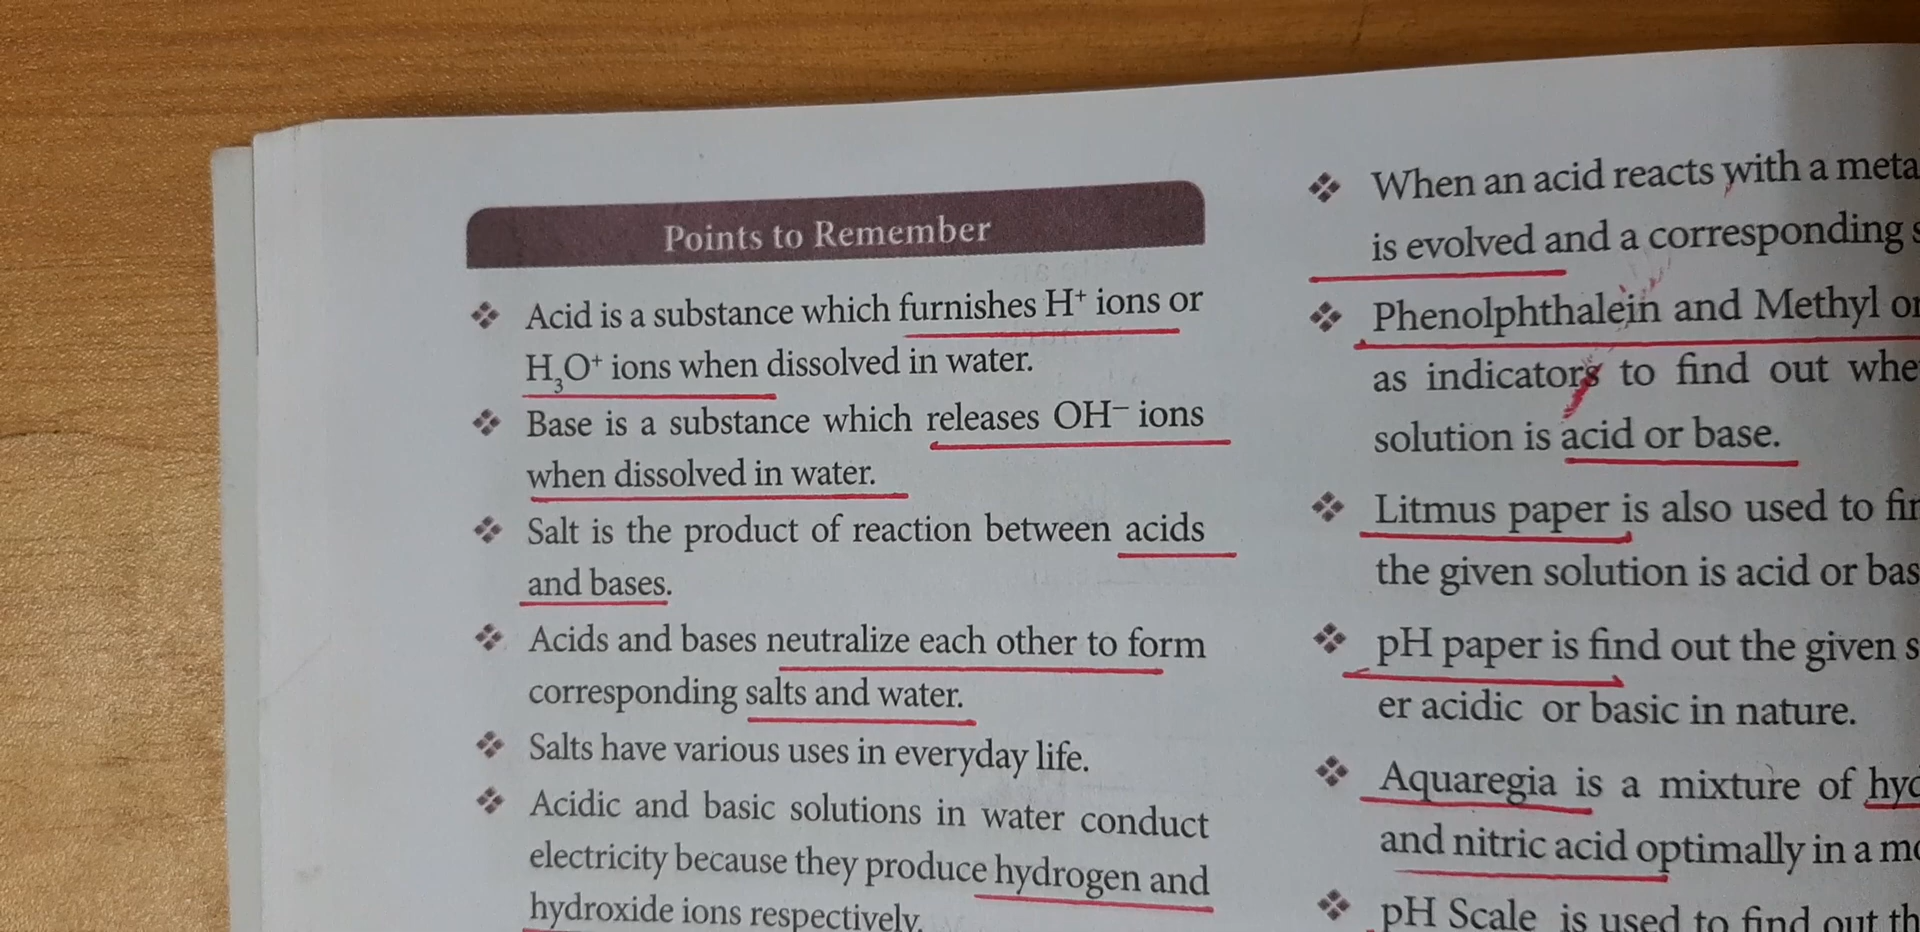 Points to Remember
❖ Acid is a substance which furnishes H⁺ ions or
H₃O⁺ ions when dissolved in water.
❖ Base is a substance which releases OH⁻ ions
when dissolved in water.
❖ Salt is the product of reaction between acids
and bases.
❖ Acids and bases neutralize each other to form
corresponding salts and water.
❖ Salts have various uses in everyday life.
❖ Acidic and basic solutions in water conduct
electricity because they produce hydrogen and
hydroxide ions respectively.
❖ When an acid reacts with a
is evolved and a corresponding
❖ Phenolphthalein and Methyl
as indicators to find out
solution is acid or base.
❖ Litmus paper is also used to
the given solution is acid or
❖ pH paper is find out the given
er acidic or basic in nature.
❖ Aquaregia is a mixture of
and nitric acid optimally in a
❖ pH Scale is used to find out